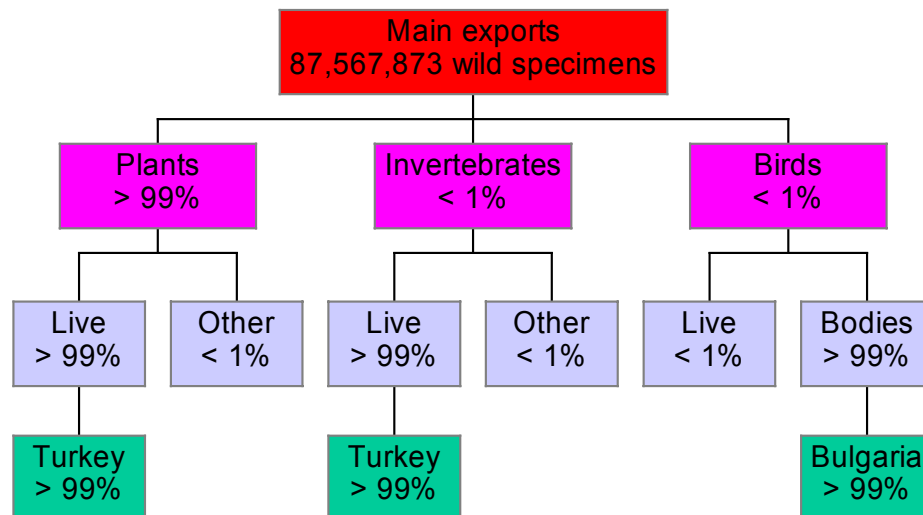 Main exports
87,567,873 wild specimens
Plants
> 99%
Invertebrates
< 1%
Birds
< 1%
Live
> 99%
Other
< 1%
Live
> 99%
Other
< 1%
Live
< 1%
Bodies
> 99%
Turkey
> 99%
Turkey
> 99%
Bulgaria
> 99%